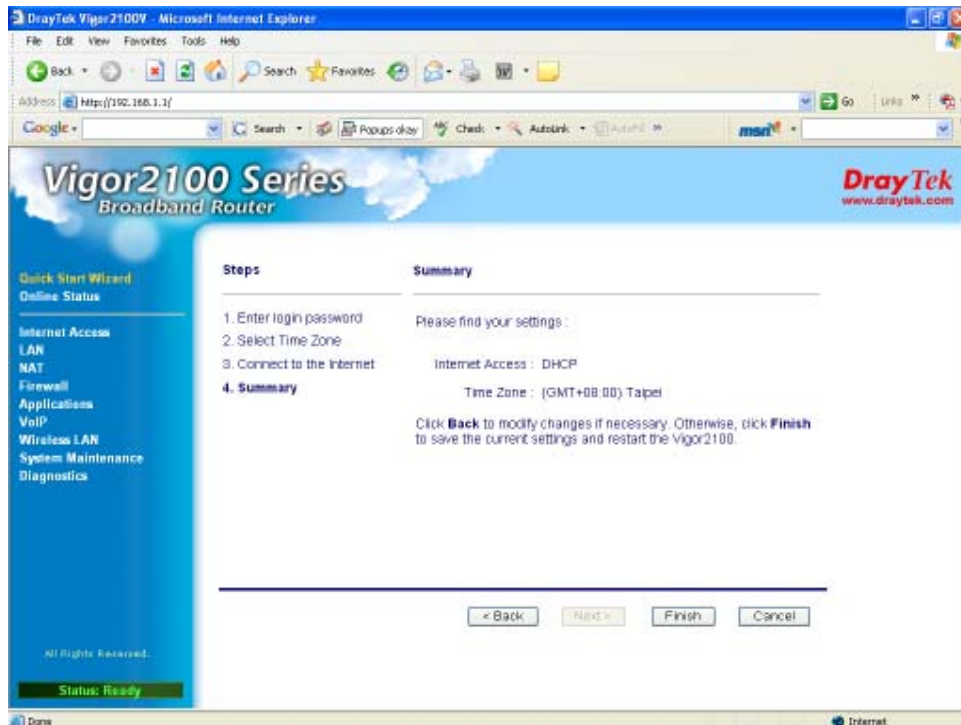 DrayTek Vigor2100V - Microsoft Internet Explorer
File Edit View Favorites Tools Help
Back Search Favorites
Address http://192.168.1.1/ Go Links »
Google Search Popups okay Check AutoLink AutoFill » msn
Vigor2100 Series
Broadband Router
DrayTek
www.draytek.com
Quick Start Wizard
Online Status
Internet Access
LAN
NAT
Firewall
Applications
VoIP
Wireless LAN
System Maintenance
Diagnostics
All Rights Reserved.
Status: Ready
Steps
1. Enter login password
2. Select Time Zone
3. Connect to the Internet
4. Summary
Summary
Please find your settings :
Internet Access : DHCP
Time Zone : (GMT+08:00) Taipei
Click Back to modify changes if necessary. Otherwise, click Finish
to save the current settings and restart the Vigor2100.
< Back Next > Finish Cancel
Done Internet